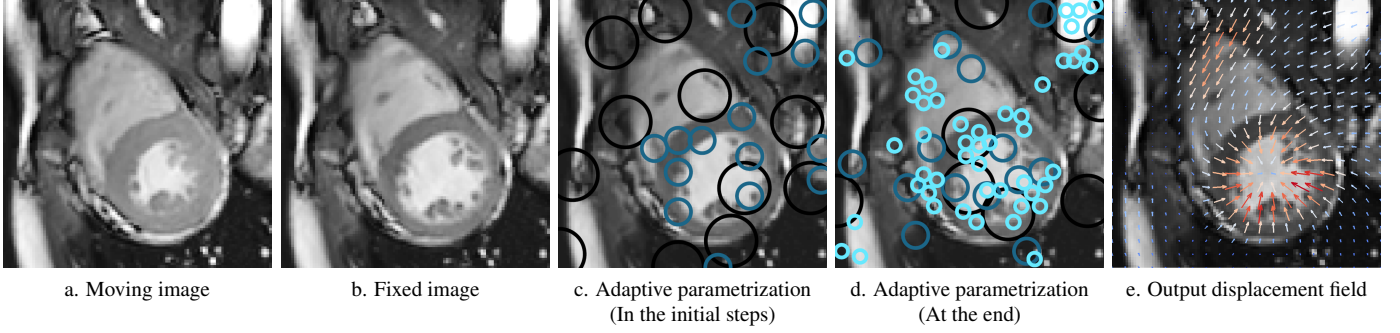 a. Moving image
b. Fixed image
c. Adaptive parametrization
(In the initial steps)
d. Adaptive parametrization
(At the end)
e. Output displacement field